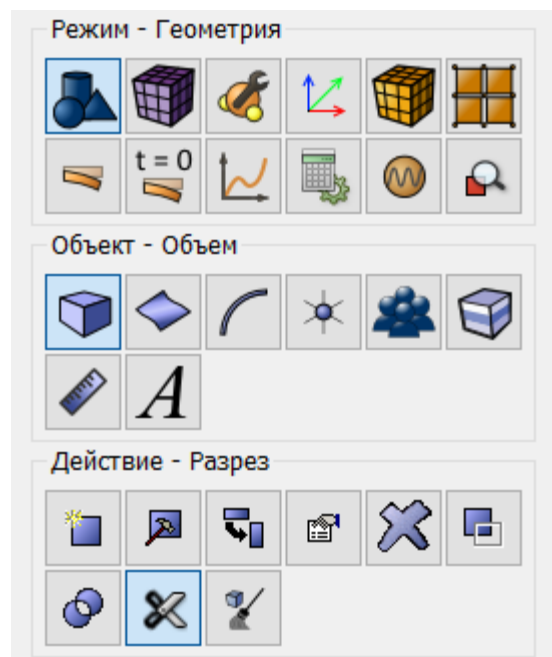 Режим - Геометрия
t = 0
Объект - Объем
A
Действие - Разрез